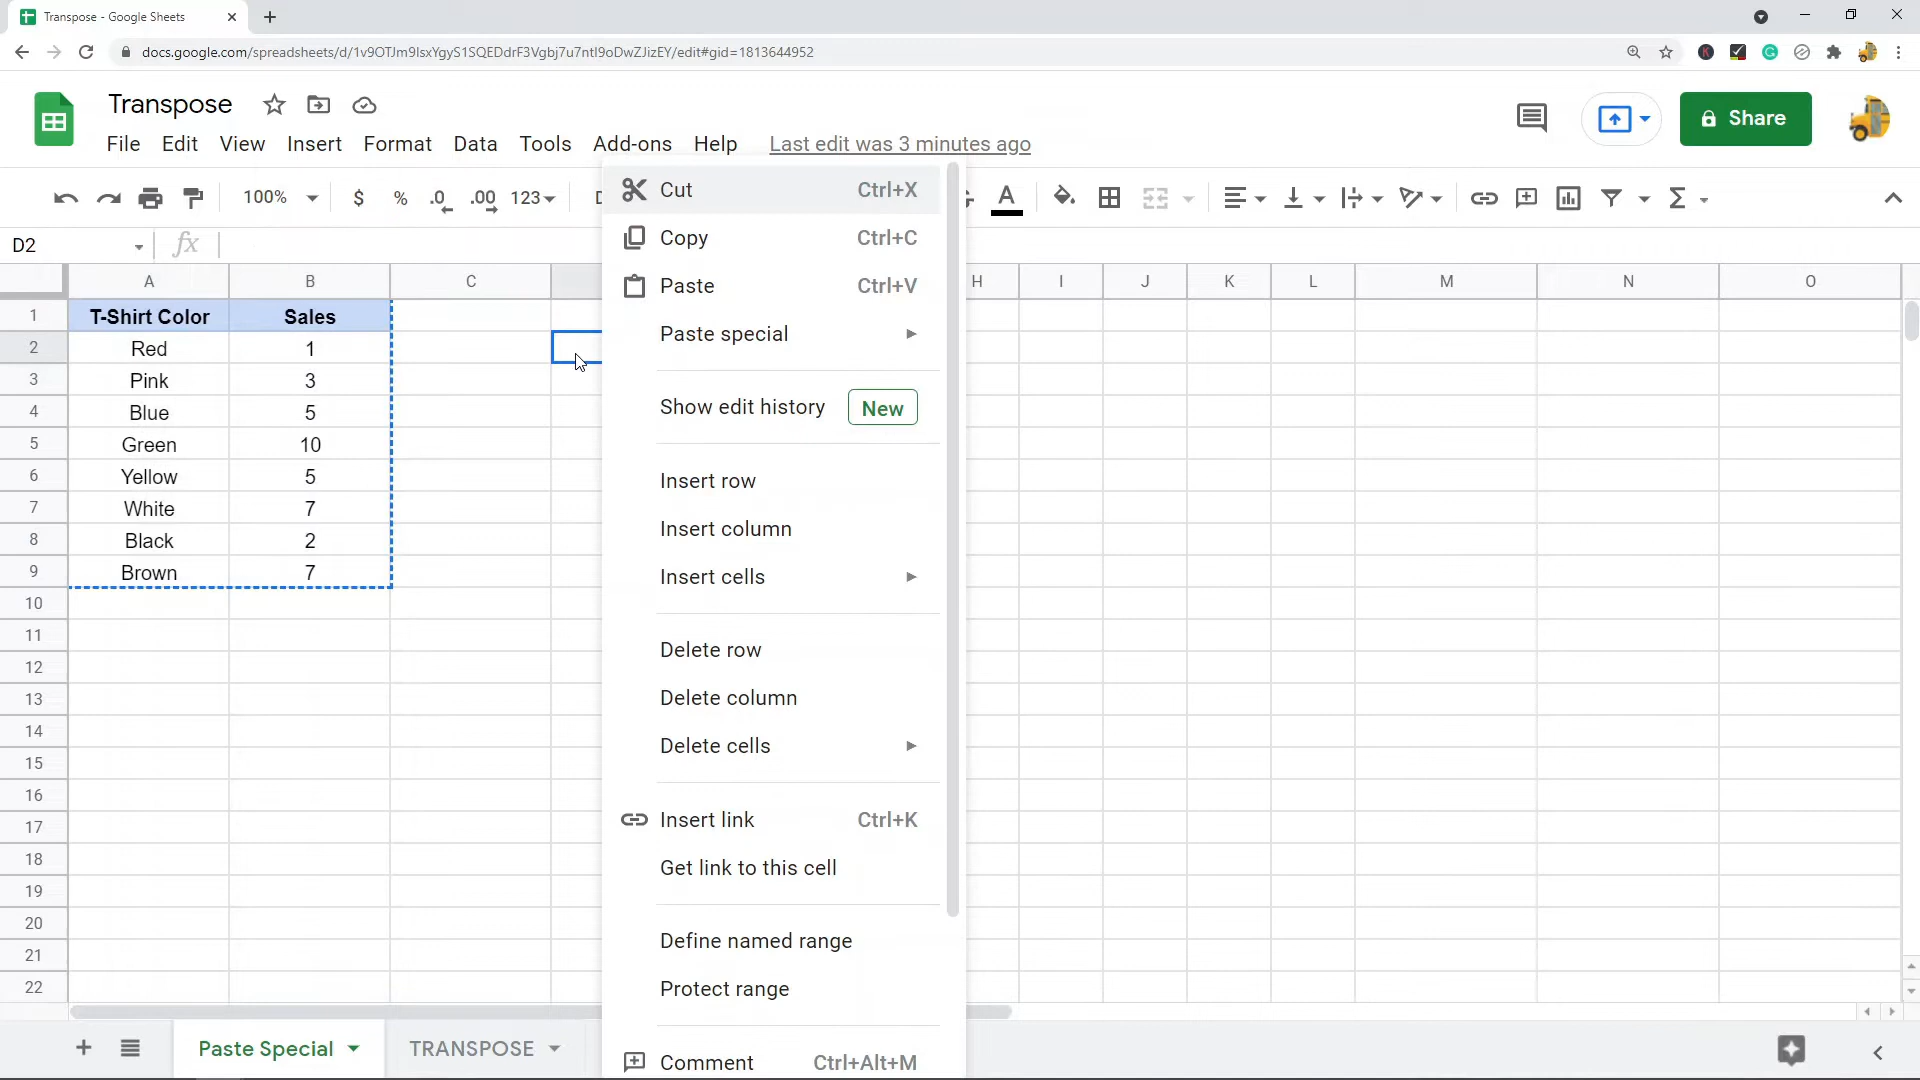 Transpose - Google Sheets
docs.google.com/spreadsheets/d/1v9OTJm9IsxYgyS1SQEDdrF3Vgbj7u7ntI9oDwZJizEY/edit#gid=1813644952
Transpose
Share
File Edit View Insert Format Data Tools Add-ons Help Last edit was 3 minutes ago
100% $ % .0 .00 123 A Σ
D2 fx
A B C H I J K L M N O
1 T-Shirt Color Sales
2 Red 1
3 Pink 3
4 Blue 5
5 Green 10
6 Yellow 5
7 White 7
8 Black 2
9 Brown 7
10
11
12
13
14
15
16
17
18
19
20
21
22
Cut Ctrl+X
Copy Ctrl+C
Paste Ctrl+V
Paste special
Show edit history New
Insert row
Insert column
Insert cells
Delete row
Delete column
Delete cells
Insert link Ctrl+K
Get link to this cell
Define named range
Protect range
Comment Ctrl+Alt+M
Paste Special TRANSPOSE